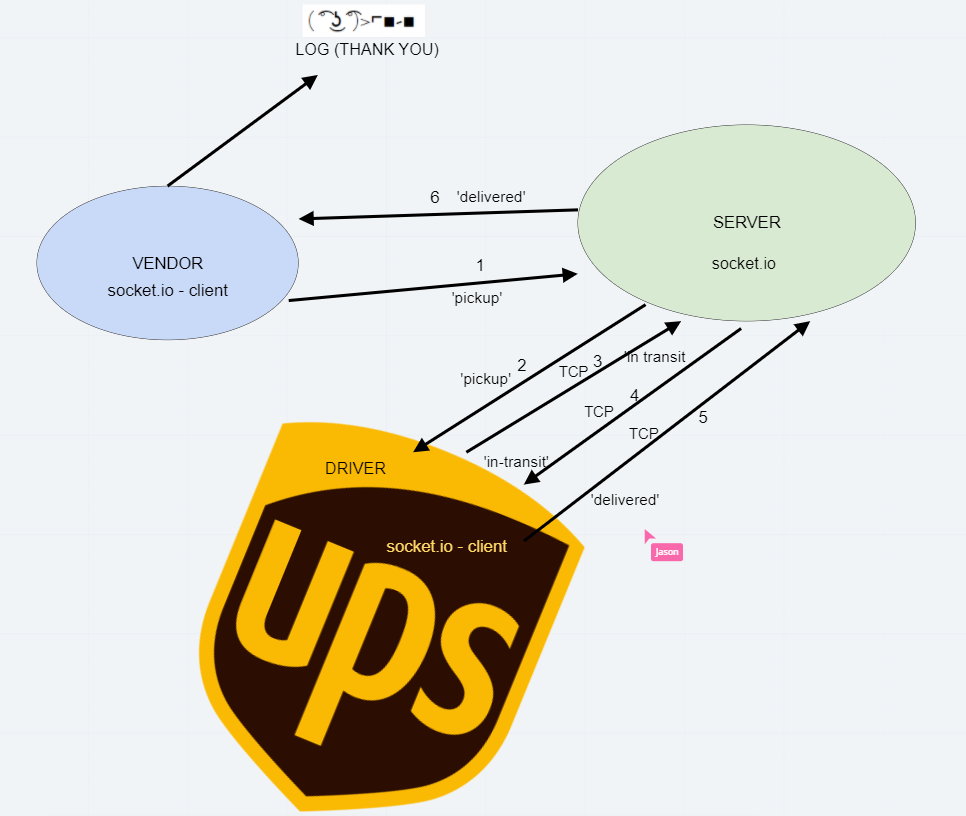 ( ͡° ͜ʖ ͡°)>⌐■-■
LOG (THANK YOU)
6 'delivered'
SERVER
socket.io
VENDOR
socket.io - client
1
'pickup'
2
'pickup'
3
TCP
'in transit
4
TCP
5
TCP
'in-transit'
'delivered'
DRIVER
socket.io - client
Jason
ups